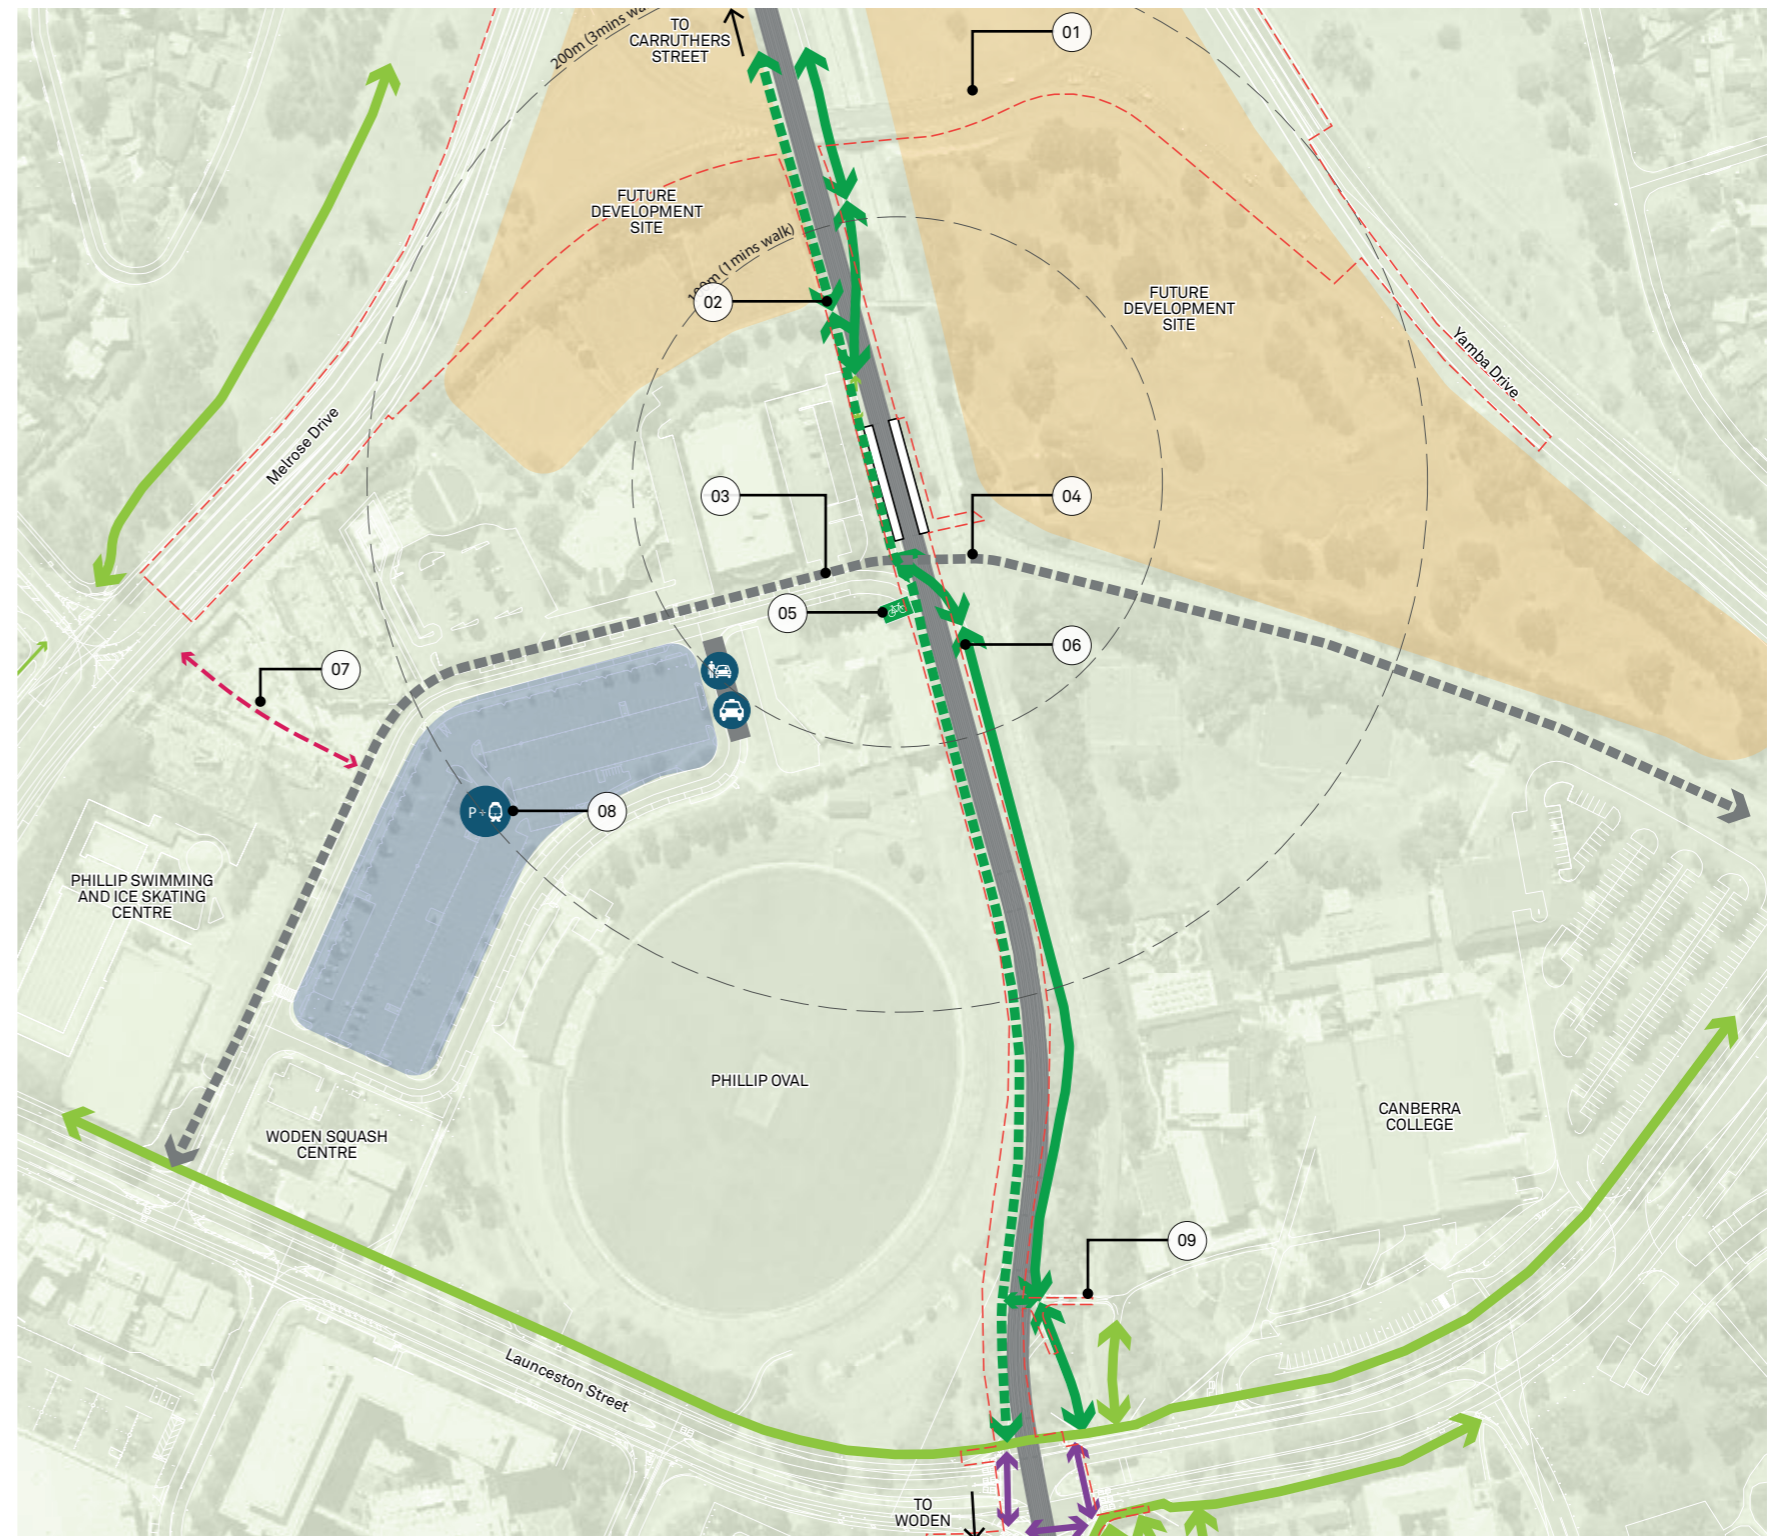 TO
CARRUTHERS
STREET
200m (3mins wa
01
FUTURE
DEVELOPMENT
SITE
(1mins walk)
02
FUTURE
DEVELOPMENT
SITE
Yamba Drive
Melrose Drive
03
04
05
06
07
P÷
08
PHILLIP SWIMMING
AND ICE SKATING
CENTRE
PHILLIP OVAL
CANBERRA
COLLEGE
WODEN SQUASH
CENTRE
09
Launceston Street
TO
WODEN